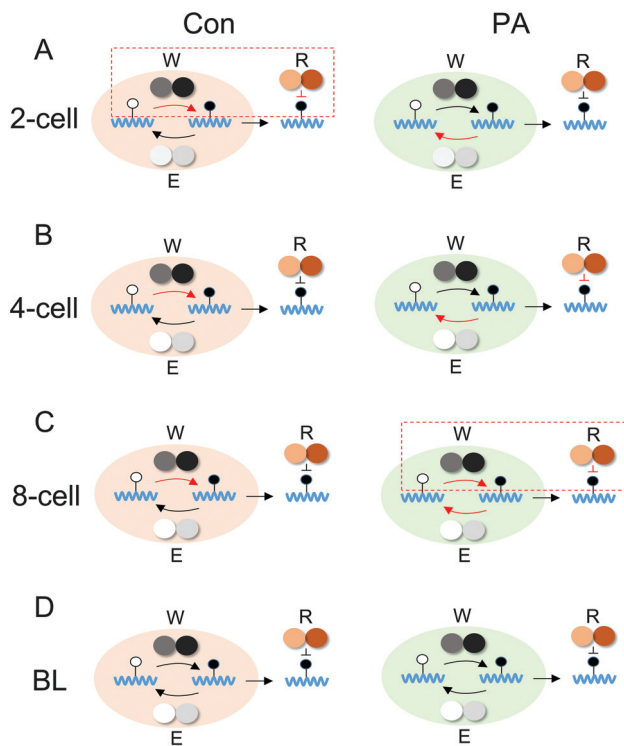 Con PA
A
W R W R
2-cell
E E
B
W R W R
4-cell
E E
C
W R W R
8-cell
E E
D
W R W R
BL
E E